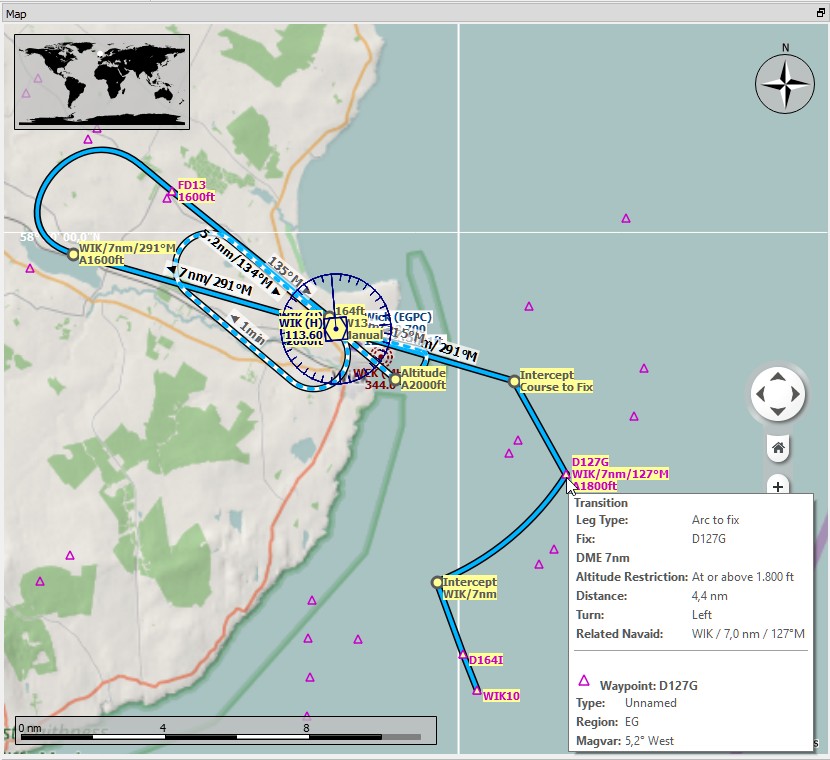 Map
N
FD13
1600ft
58° 00,0"N
WIK/7nm/291°M
A1600ft
5.2nm/134°M
135°M
7nm/291°M
1min
164ft
Wick (EGPC)
WIK (H)
113.60
Manual
315°M
/291°M
2000ft
344.0
Altitude
A2000ft
Intercept
Course to Fix
D127G
WIK/7nm/127°M
A1800ft
Intercept
WIK/7nm
D164I
WIK10
Transition
Leg Type: Arc to fix
Fix: D127G
DME 7nm
Altitude Restriction: At or above 1.800 ft
Distance: 4,4 nm
Turn: Left
Related Navaid: WIK / 7,0 nm / 127°M
Waypoint: D127G
Type: Unnamed
Region: EG
Magvar: 5,2° West
0 nm 4 8